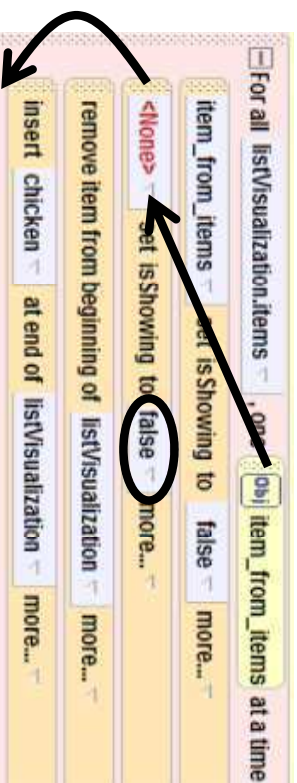 For all listVisualization.items , one obj item_from_items at a time
item_from_items set isShowing to false more...
<None> set isShowing to false more...
remove item from beginning of listVisualization more...
insert chicken at end of listVisualization more...